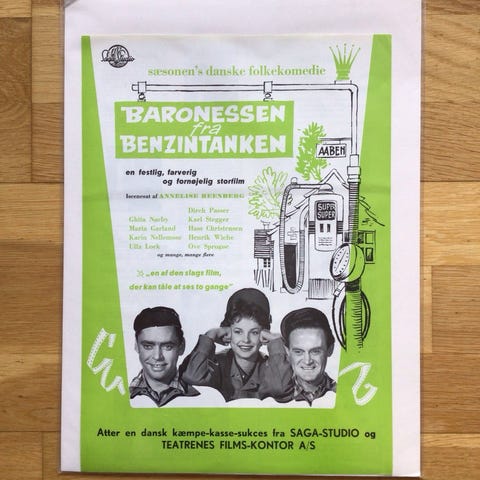 sæsonen's danske folkekomedie
BARONESSEN
fra
BENZINTANKEN
AABEN
en festlig, farverig
og fornøjelig storfilm
Iscenesat af ANNELISE REENBERG
SUPER
SUPER
Ghita Nørby
Maria Garland
Karin Nellemose
Ulla Lock
Dirch Passer
Karl Stegger
Hass Christensen
Henrik Wiehe
Ove Sprogøe
og mange, mange flere
„en af den slags film,
der kan tåle at ses to gange”
Atter en dansk kæmpe-kasse-sukces fra SAGA-STUDIO og
TEATRENES FILMS-KONTOR A/S